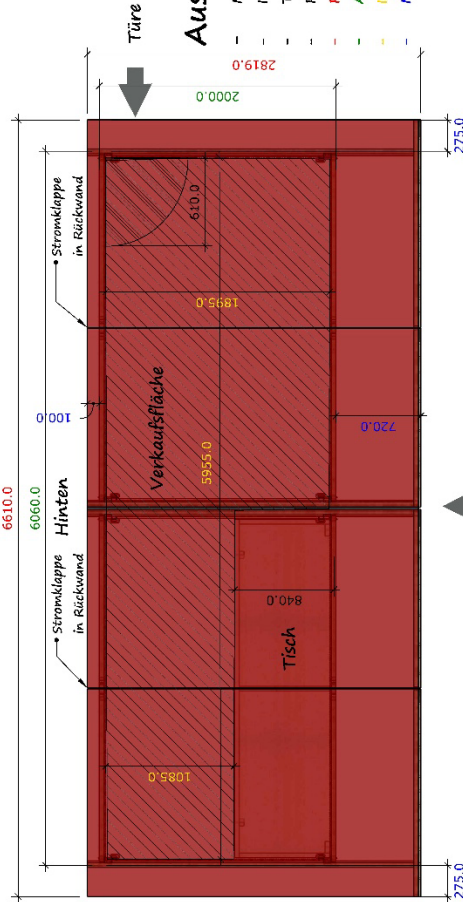 6610.0
6060.0
Stromklappe
in Rückwand
Hinten
100.0
Stromklappe
in Rückwand
Türe
Aus
2819.0
2000.0
610.0
1895.0
Verkaufsfläche
5955.0
1085.0
840.0
Tisch
720.0
275.0
275.0